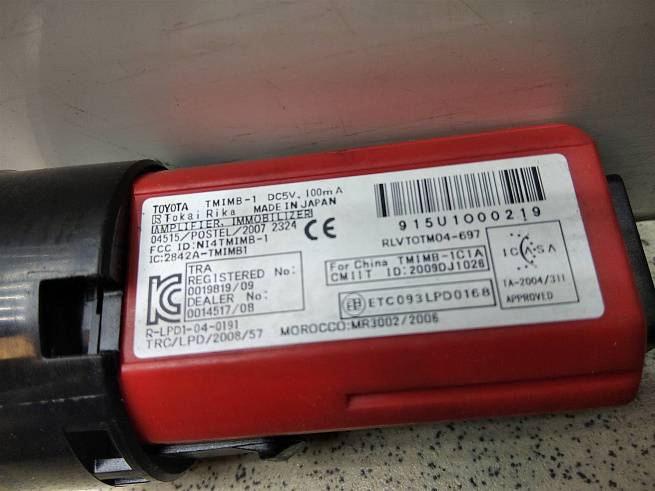 TOYOTA TMIMB-1 DC5V, 100mA
Tokai Rika MADE IN JAPAN
AMPLIFIER, IMMOBILIZER
04515/POSTEL/2007 2324
FCC ID:NI4TMIMB-1
IC:2842A-TMIMB1
CE
915U1000219
RLVTOTM04-697
TRA
REGISTERED No:
0019819/09
DEALER No:
0014517/08
For China TMIMB-1C1A
CMIIT ID:2009DJ1026
ETC093LPD0168
ICASA
TA-2004/311
APPROVED
R-LPD1-04-0191
TRC/LPD/2008/57
MOROCCO:MR3002/2006